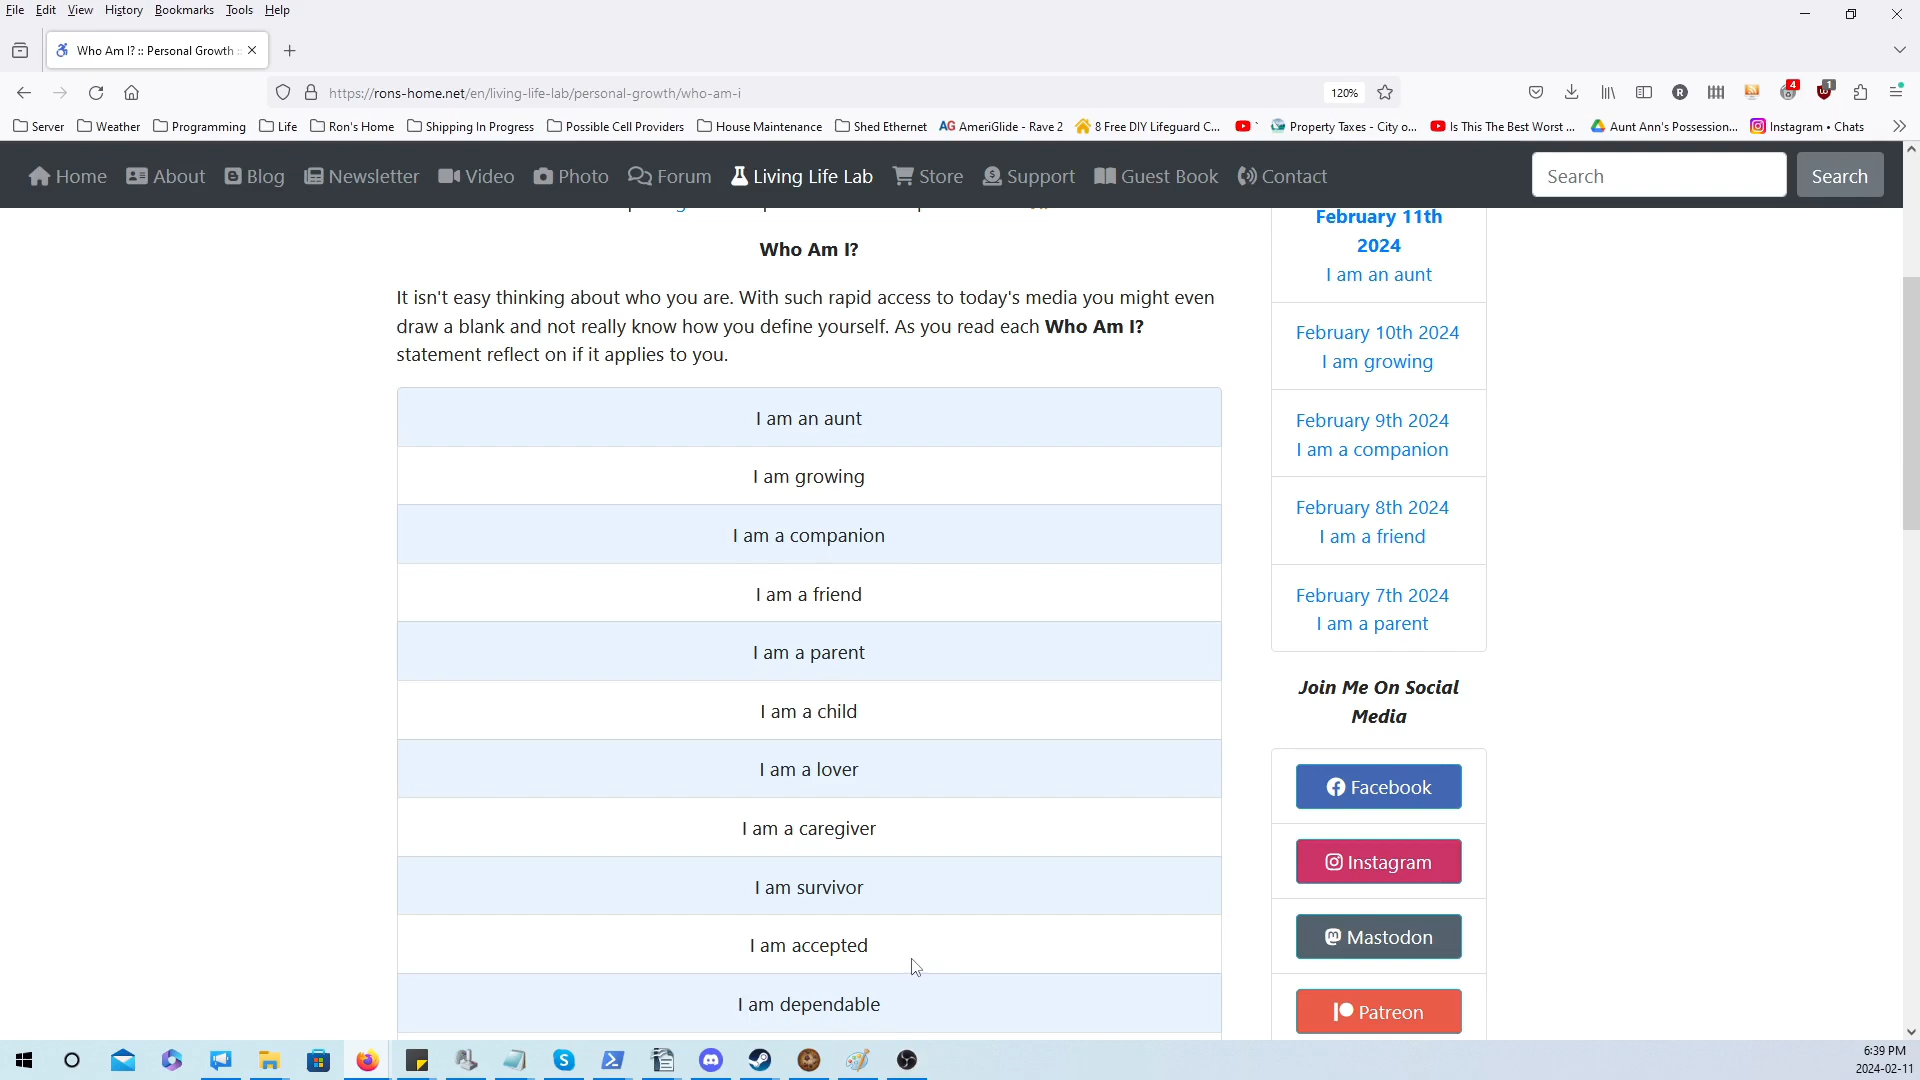 File Edit View History Bookmarks Tools Help
Who Am I? :: Personal Growth ::
https://rons-home.net/en/living-life-lab/personal-growth/who-am-i
120%
4
1
Server Weather Programming Life Ron's Home Shipping In Progress Possible Cell Providers House Maintenance Shed Ethernet AG AmeriGlide - Rave 2 8 Free DIY Lifeguard C... Property Taxes - City o... Is This The Best Worst ... Aunt Ann's Possession... Instagram • Chats
Home About Blog Newsletter Video Photo Forum Living Life Lab Store Support Guest Book Contact
Search
Search
Who Am I?
It isn't easy thinking about who you are. With such rapid access to today's media you might even
draw a blank and not really know how you define yourself. As you read each Who Am I?
statement reflect on if it applies to you.
I am an aunt
I am growing
I am a companion
I am a friend
I am a parent
I am a child
I am a lover
I am a caregiver
I am survivor
I am accepted
I am dependable
February 11th
2024
I am an aunt
February 10th 2024
I am growing
February 9th 2024
I am a companion
February 8th 2024
I am a friend
February 7th 2024
I am a parent
Join Me On Social
Media
Facebook
Instagram
Mastodon
Patreon
6:39 PM
2024-02-11